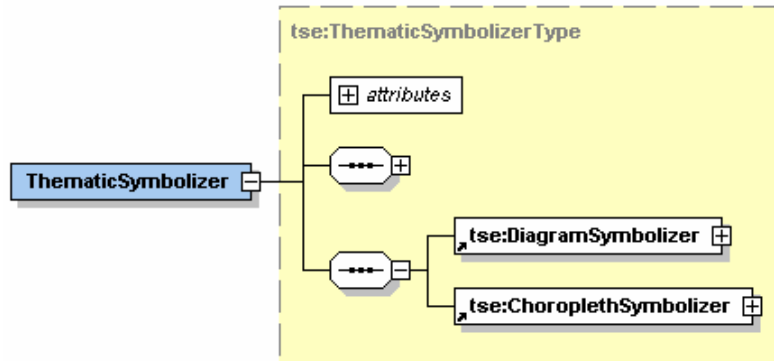 tse:ThematicSymbolizerType
attributes
ThematicSymbolizer
tse:DiagramSymbolizer
tse:ChoroplethSymbolizer